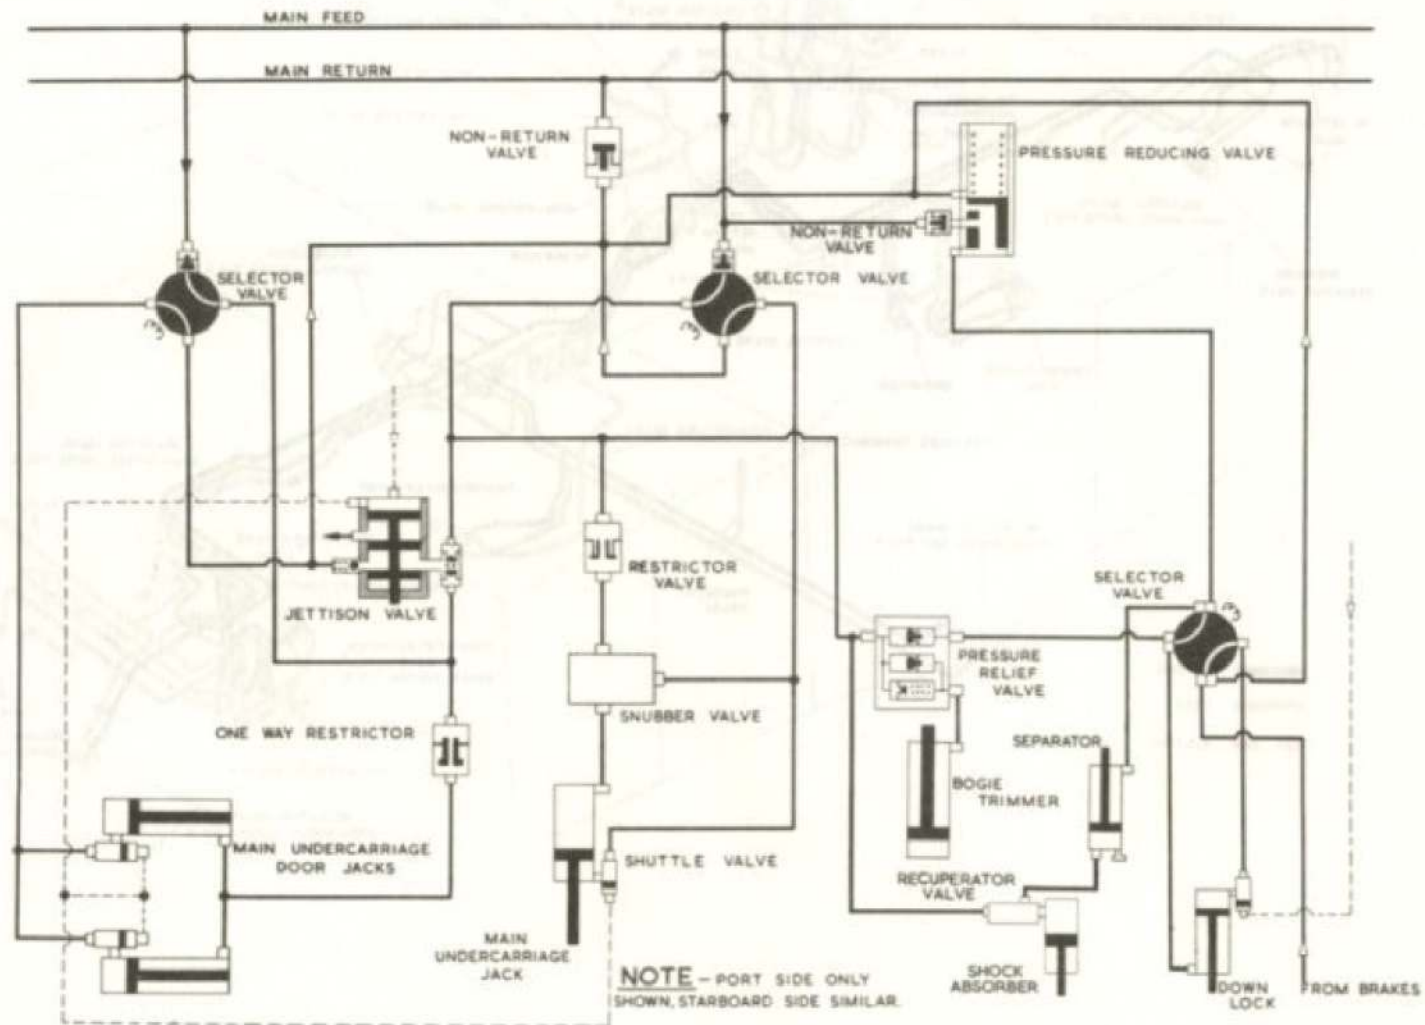 MAIN FEED
MAIN RETURN
NON-RETURN
VALVE
PRESSURE REDUCING VALVE
NON-RETURN
VALVE
SELECTOR
VALVE
SELECTOR VALVE
JETTISON VALVE
RESTRICTOR
VALVE
SELECTOR
VALVE
PRESSURE
RELIEF
VALVE
SNUBBER VALVE
ONE WAY RESTRICTOR
SEPARATOR
BOGIE
TRIMMER
MAIN UNDERCARRIAGE
DOOR JACKS
SHUTTLE VALVE
RECUPERATOR
VALVE
MAIN
UNDERCARRIAGE
JACK
NOTE - PORT SIDE ONLY
SHOWN, STARBOARD SIDE SIMILAR.
SHOCK
ABSORBER
DOWN
LOCK
FROM BRAKES